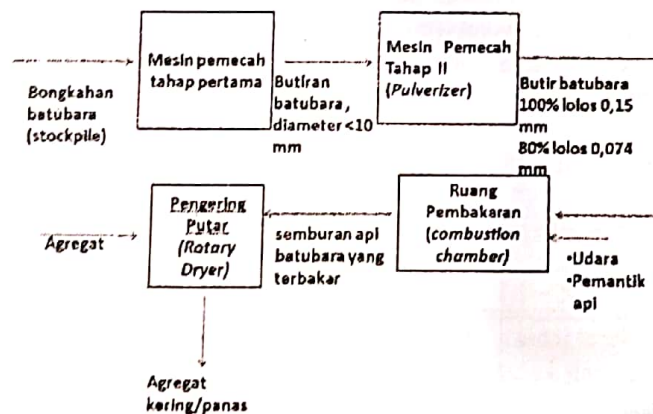 Bongkahan
batubara
(stockpile)
Mesin pemecah
tahap pertama
Butiran
batubara,
diameter <10
mm
Mesin Pemecah
Tahap II
(Pulverizer)
Butir batubara
100% lolos 0,15
mm
80% lolos 0,074
mm
Agregat
Pengering
Putar
(Rotary
Dryer)
semburan api
batubara yang
terbakar
Ruang
Pembakaran
(combustion
chamber)
•Udara
•Pemantik
api
Agregat
kering/panas